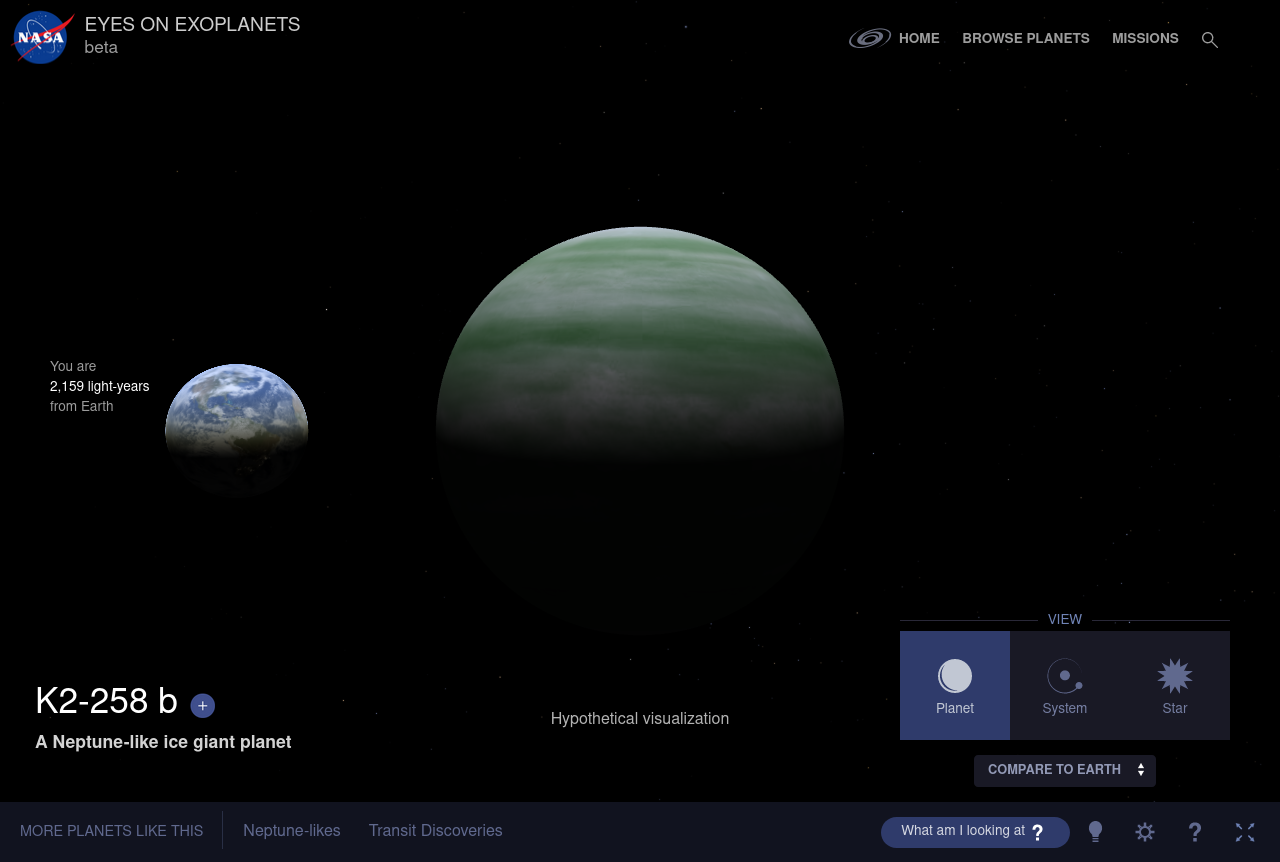 NASA
EYES ON EXOPLANETS
beta
HOME
BROWSE PLANETS
MISSIONS
You are
2,159 light-years
from Earth
VIEW
Planet
System
Star
K2-258 b +
A Neptune-like ice giant planet
Hypothetical visualization
COMPARE TO EARTH
MORE PLANETS LIKE THIS
Neptune-likes
Transit Discoveries
What am I looking at ?
?